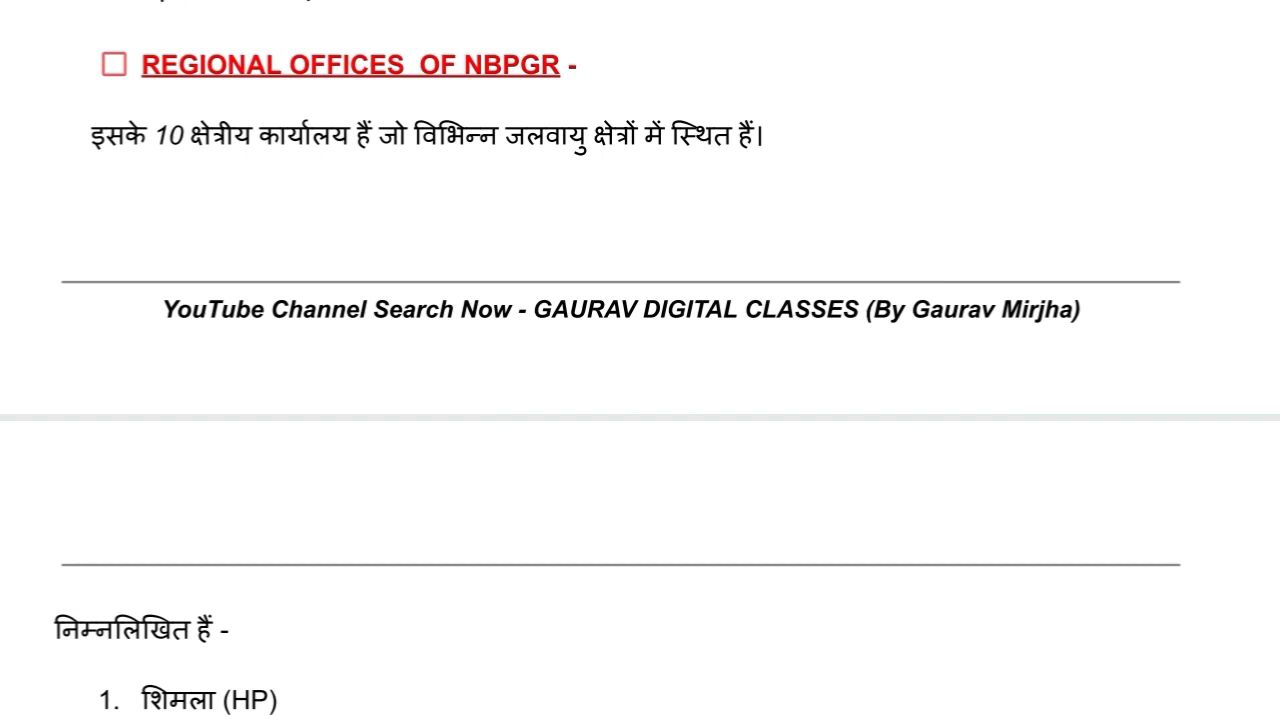 REGIONAL OFFICES OF NBPGR -
इसके 10 क्षेत्रीय कार्यालय हैं जो विभिन्न जलवायु क्षेत्रों में स्थित हैं।
YouTube Channel Search Now - GAURAV DIGITAL CLASSES (By Gaurav Mirjha)
निम्नलिखित हैं -
1. शिमला (HP)